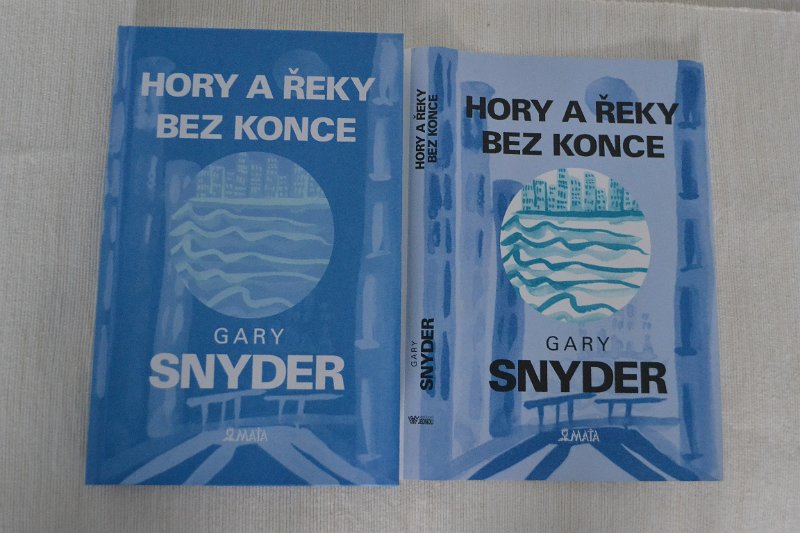 HORY A ŘEKY
BEZ KONCE
GARY
SNYDER
MAŤA
HORY A ŘEKY
BEZ KONCE
GARY
SNYDER
HORY A ŘEKY
BEZ KONCE
GARY
SNYDER
MAŤA